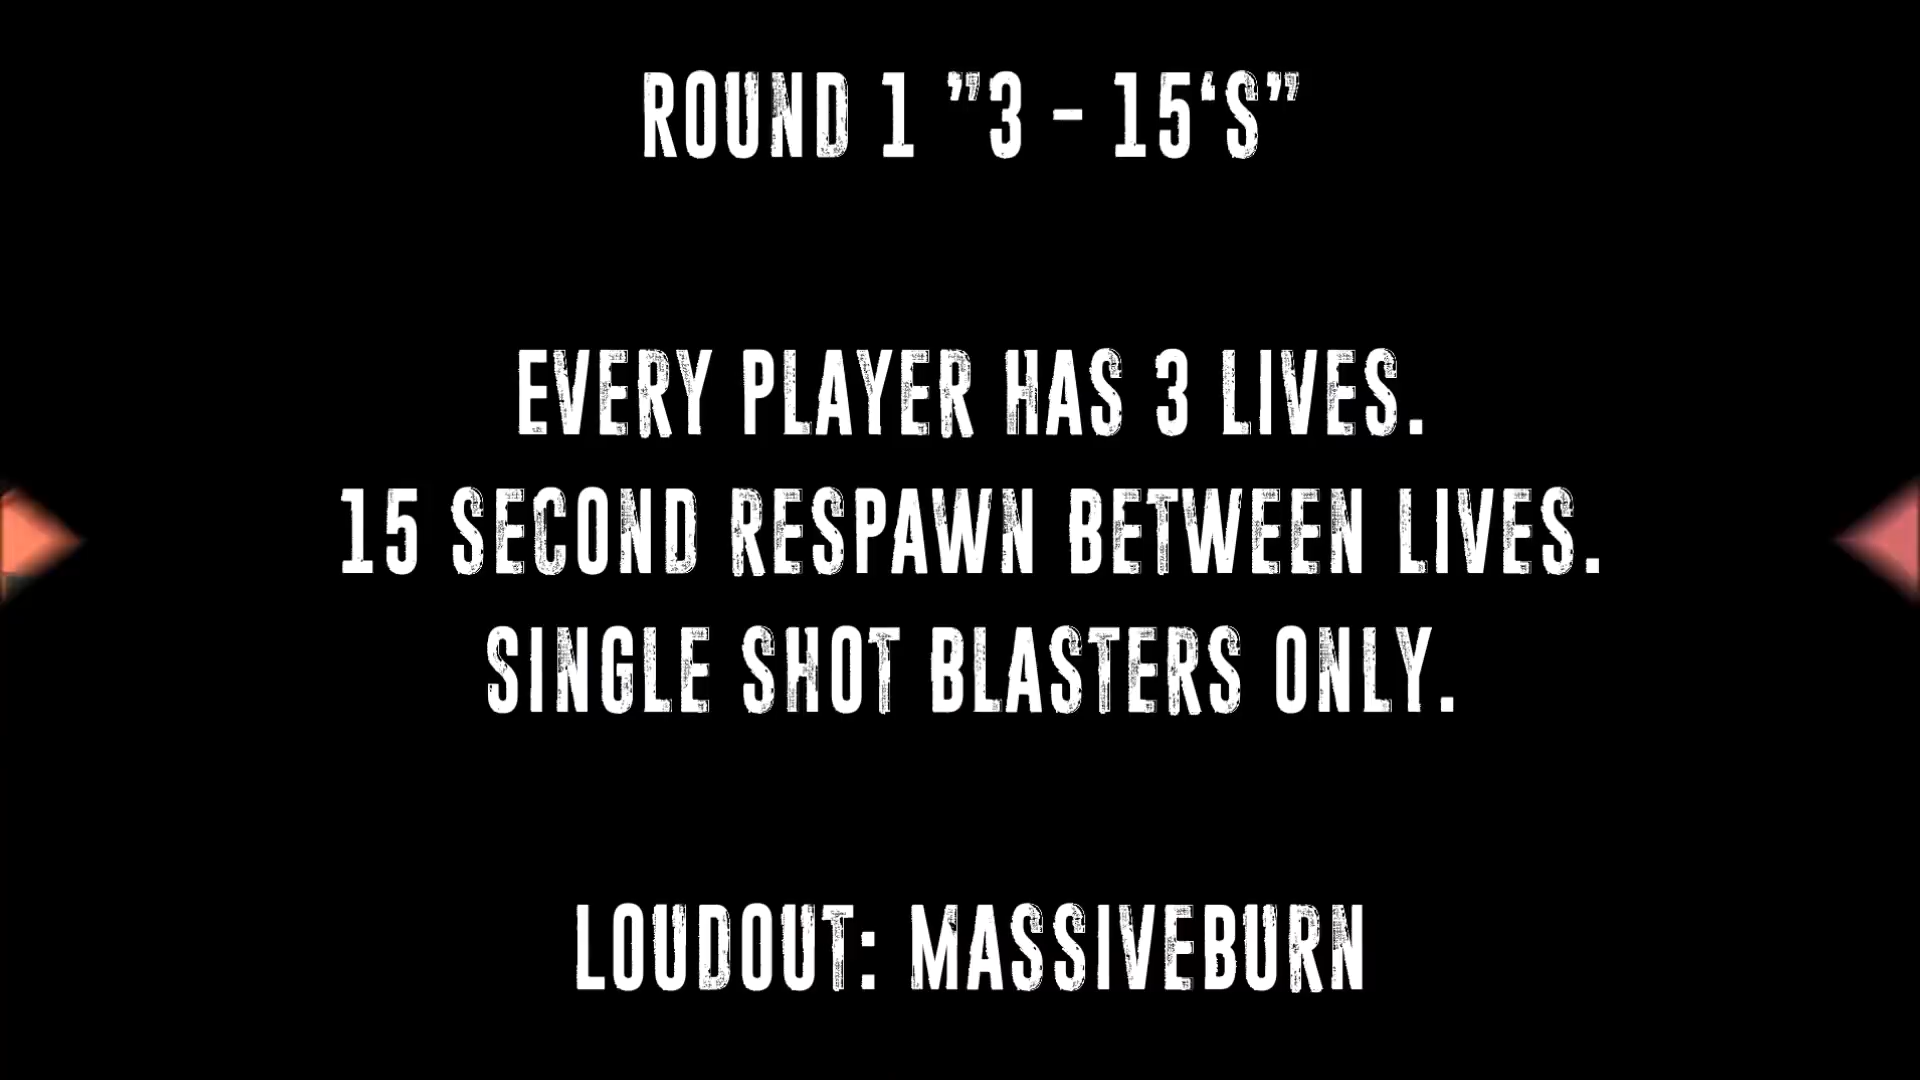 ROUND 1 ”3 - 15‘S”
EVERY PLAYER HAS 3 LIVES.
15 SECOND RESPAWN BETWEEN LIVES.
SINGLE SHOT BLASTERS ONLY.
LOUDOUT: MASSIVEBURN